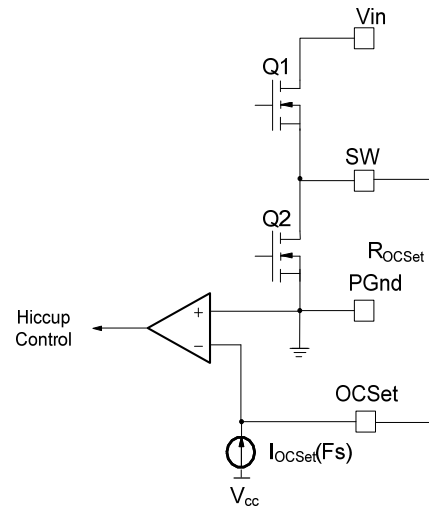 Vin
Q1
SW
Q2
ROCSet
PGnd
Hiccup
Control
+
−
OCSet
IOCSet(Fs)
Vcc